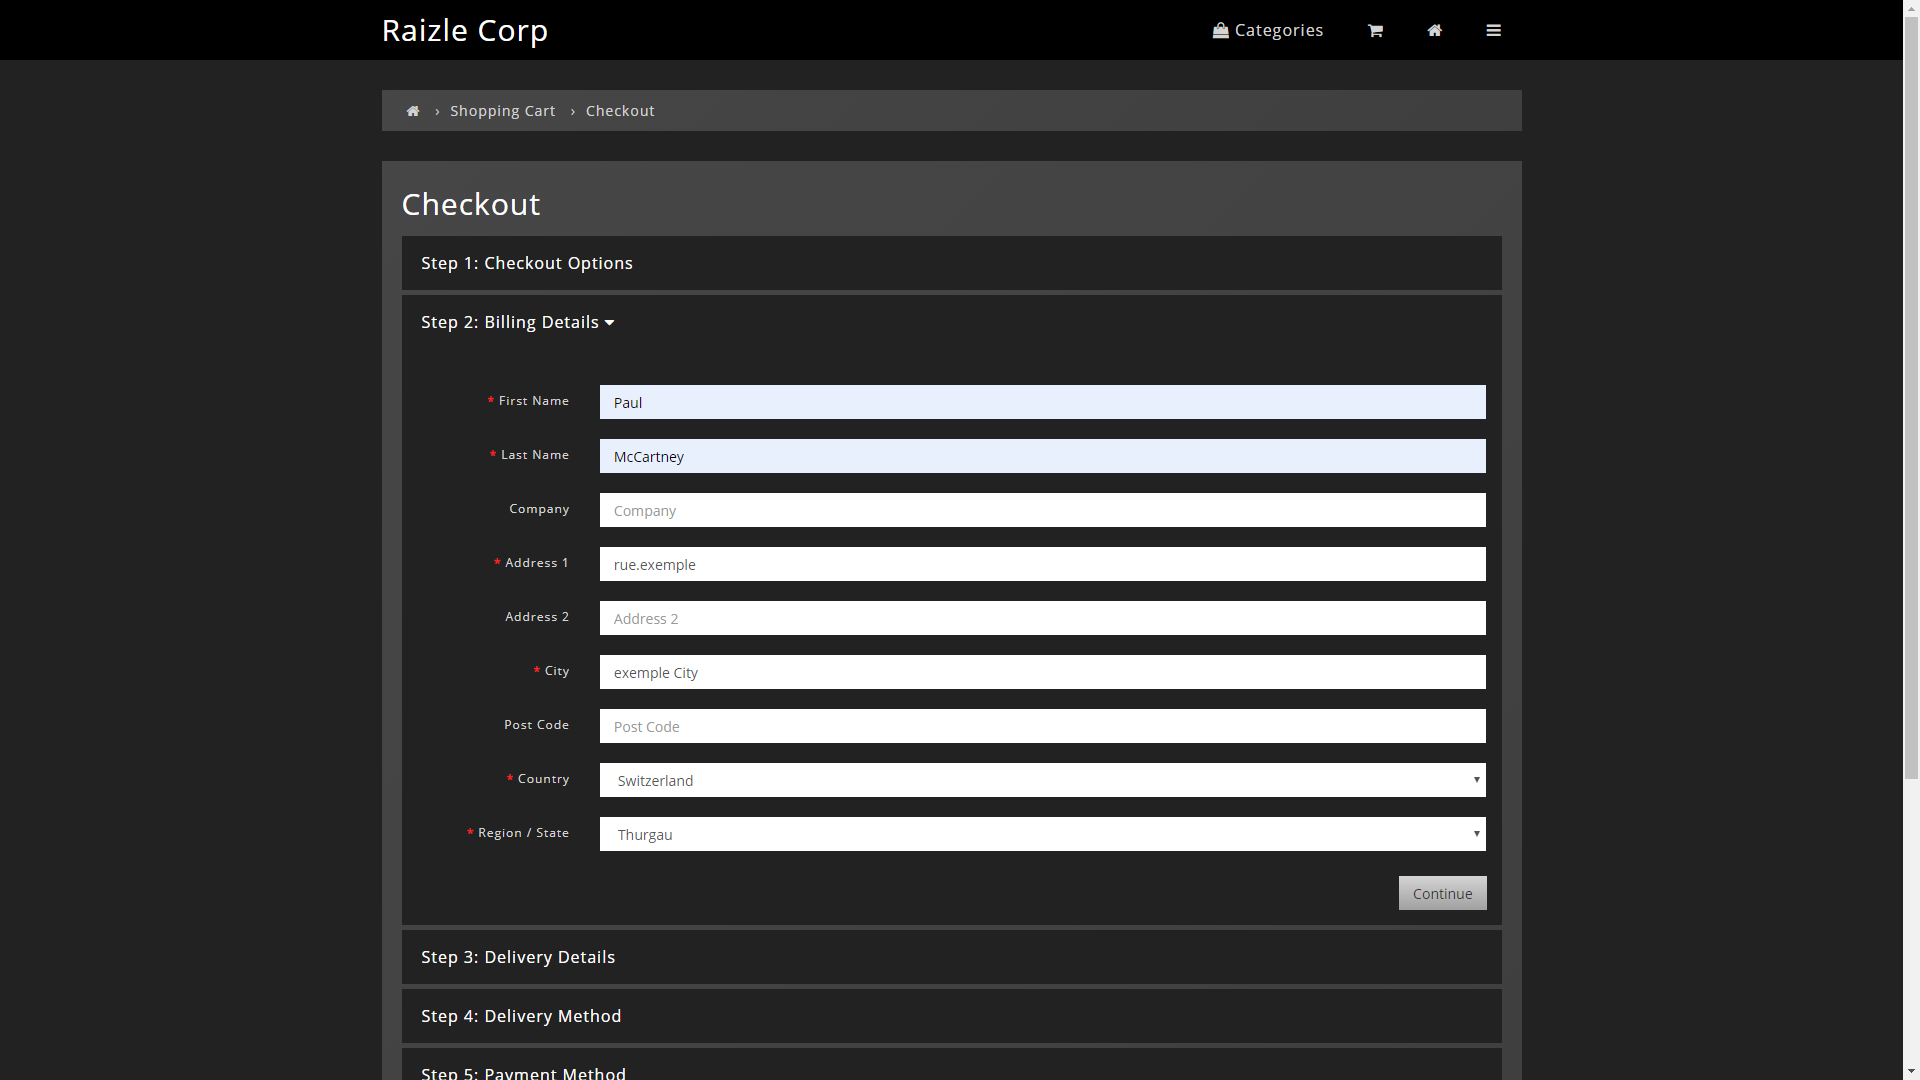 Raizle Corp
Categories
› Shopping Cart › Checkout
Checkout
Step 1: Checkout Options
Step 2: Billing Details
* First Name
Paul
* Last Name
McCartney
Company
Company
* Address 1
rue.exemple
Address 2
Address 2
* City
exemple City
Post Code
Post Code
* Country
Switzerland
* Region / State
Thurgau
Continue
Step 3: Delivery Details
Step 4: Delivery Method
Step 5: Payment Method